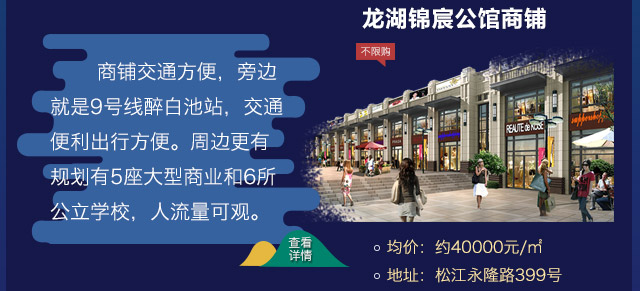 龙湖锦宸公馆商铺
不限购
商铺交通方便，旁边
就是9号线醉白池站，交通
便利出行方便。周边更有
规划有5座大型商业和6所
公立学校，人流量可观。
REAUTE de NOSE
查看
详情
均价：约40000元/㎡
地址：松江永隆路399号